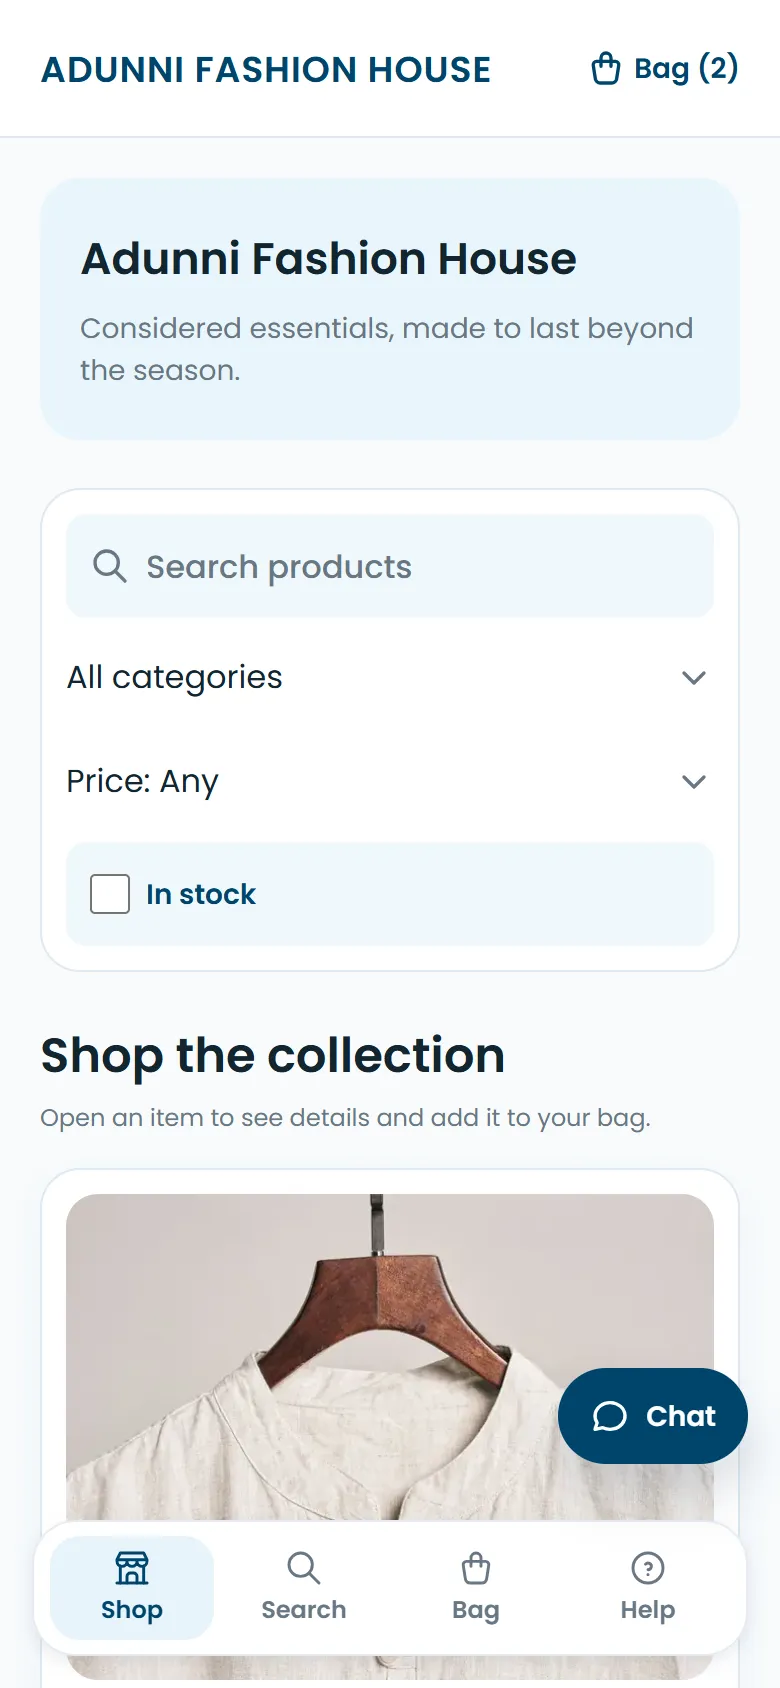 ADUNNI FASHION HOUSE
Bag (2)
Adunni Fashion House
Considered essentials, made to last beyond
the season.
Search products
All categories
Price: Any
In stock
Shop the collection
Open an item to see details and add it to your bag.
Chat
Shop
Search
Bag
Help